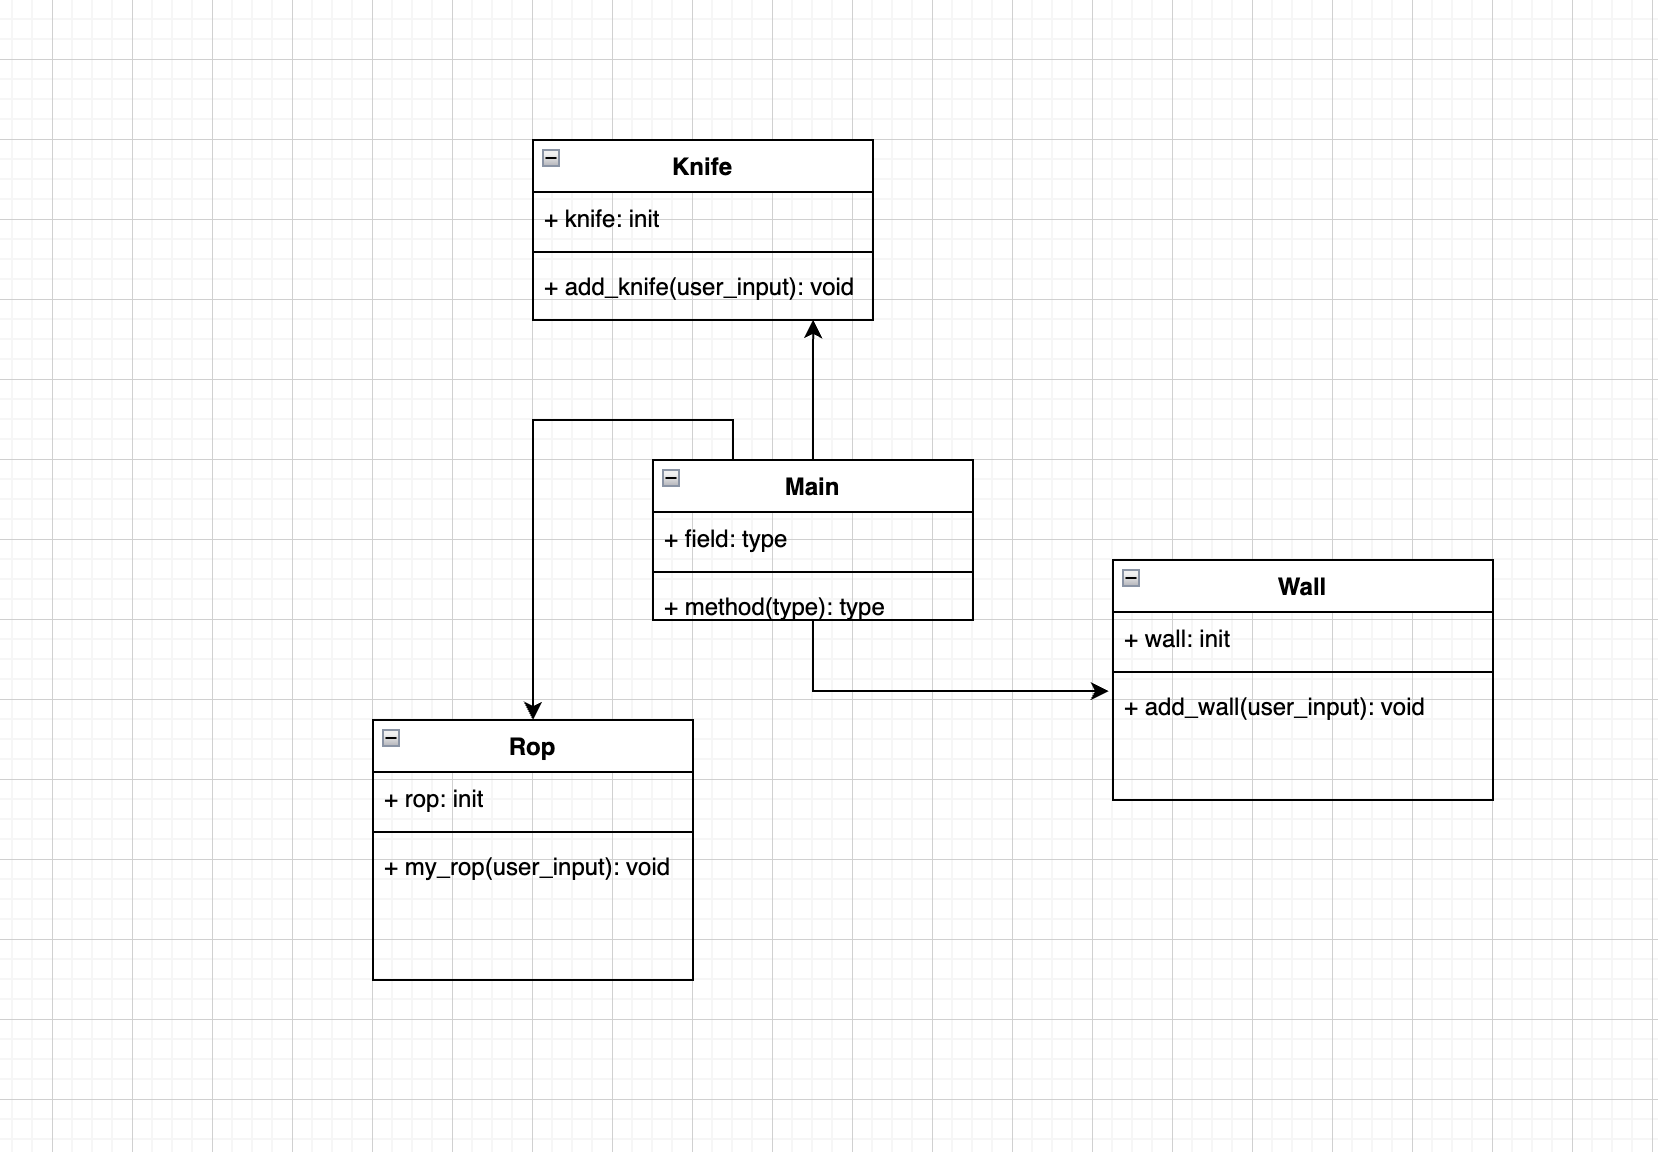 Knife
+ knife: init
+ add_knife(user_input): void
Main
+ field: type
+ method(type): type
Wall
+ wall: init
+ add_wall(user_input): void
Rop
+ rop: init
+ my_rop(user_input): void